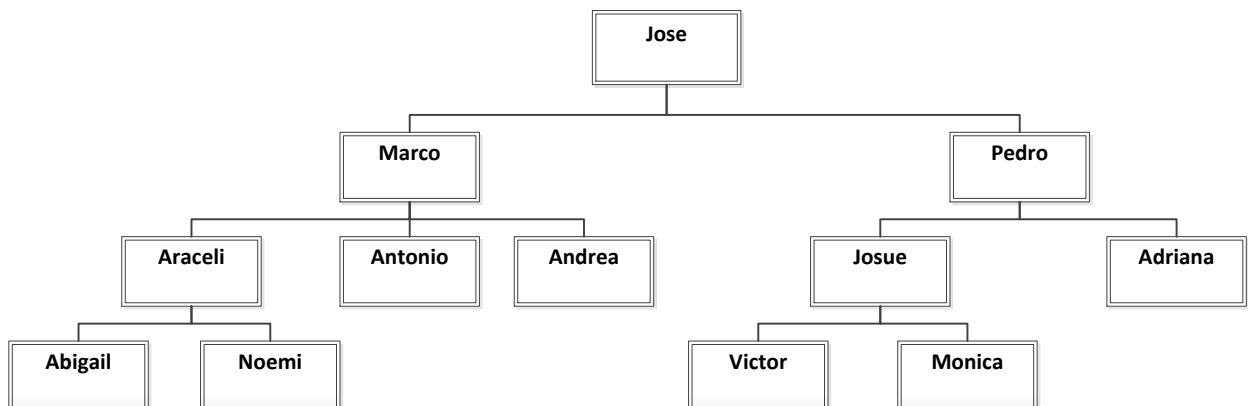 Jose
Marco
Pedro
Araceli
Antonio
Andrea
Josue
Adriana
Abigail
Noemi
Victor
Monica